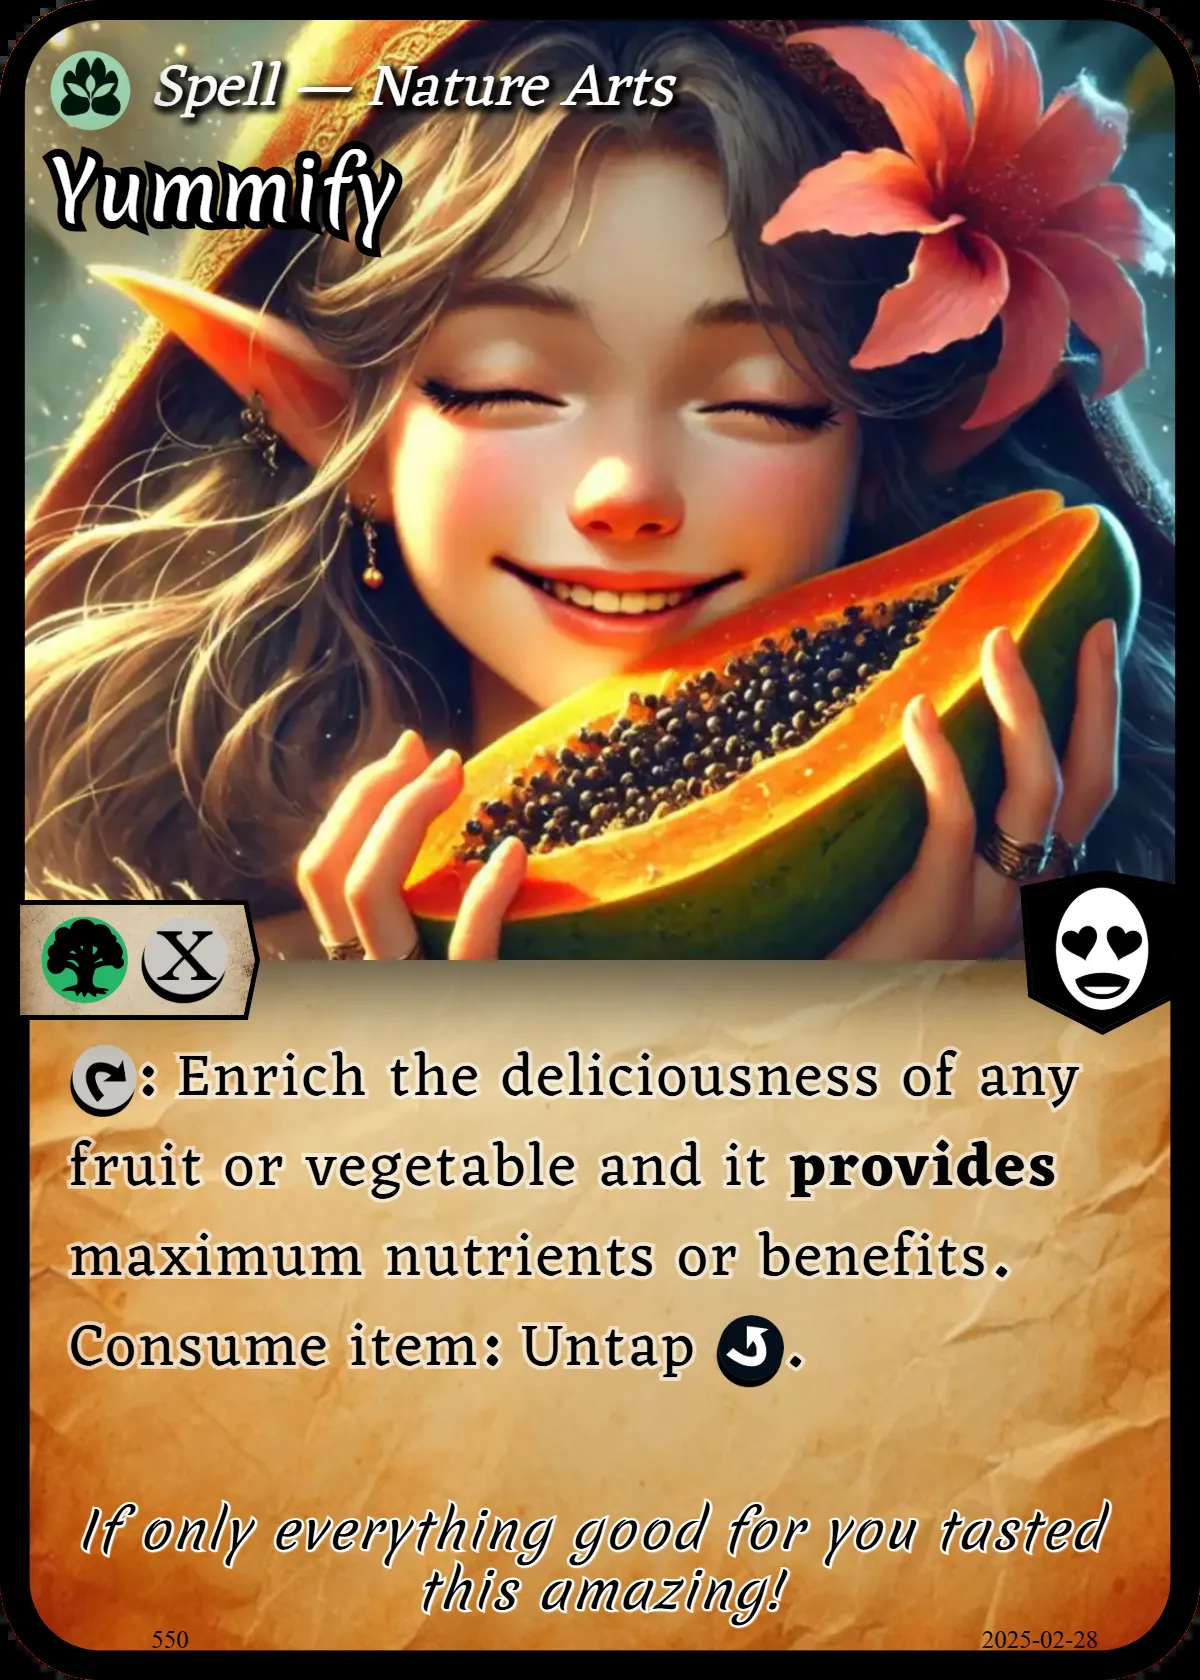 Spell — Nature Arts
Yummify
X
: Enrich the deliciousness of any
fruit or vegetable and it provides
maximum nutrients or benefits.
Consume item: Untap .
If only everything good for you tasted
this amazing!
550
2025-02-28